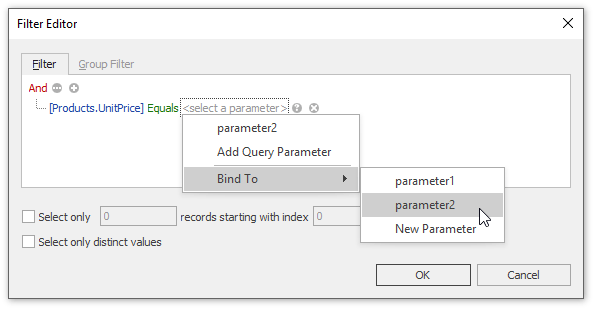 Filter Editor
Filter Group Filter
And
[Products.UnitPrice] Equals <select a parameter>
parameter2
Add Query Parameter
Bind To
parameter1
parameter2
New Parameter
Select only 0 records starting with index 0
Select only distinct values
OK Cancel